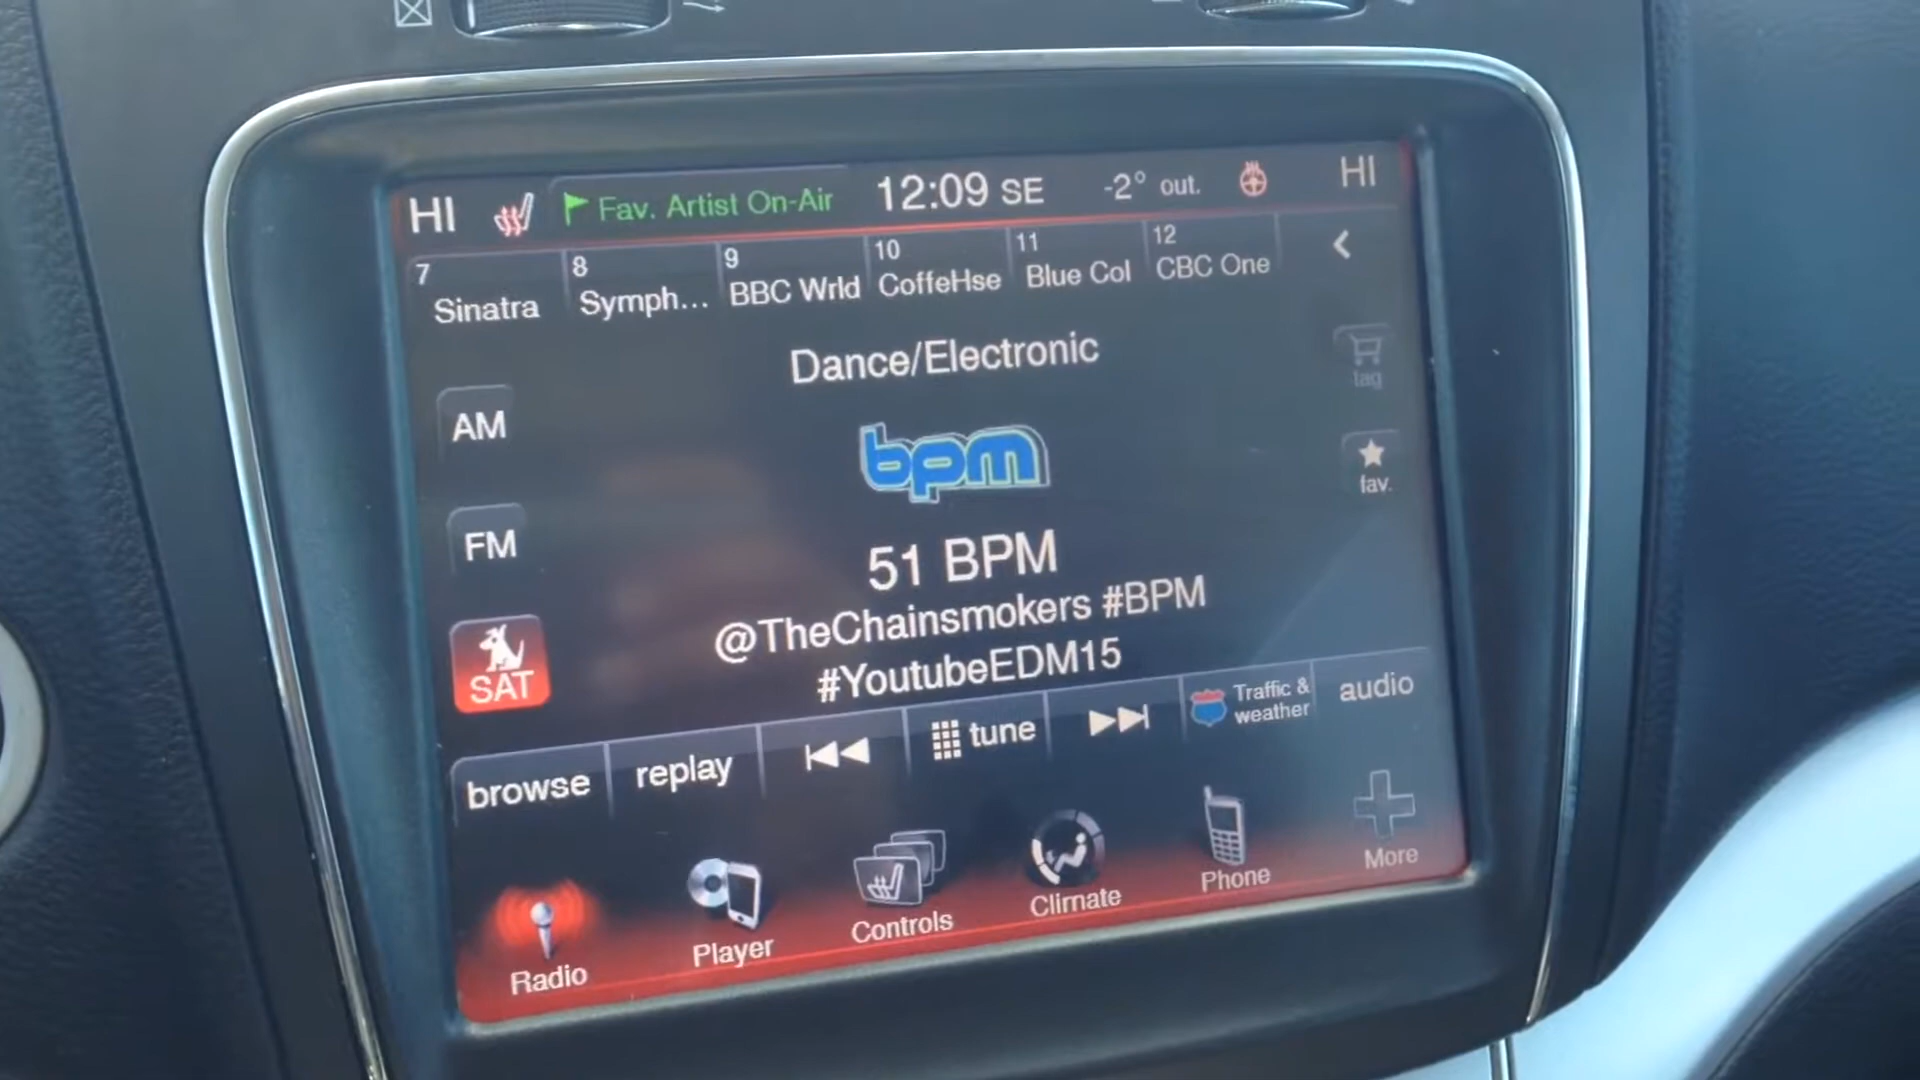 HI Fav. Artist On-Air 12:09 SE -2° out. HI
7 8 9 10 11 12
Sinatra Symph... BBC Wrld CoffeHse Blue Col CBC One
Dance/Electronic
tag
AM
bpm
fav.
FM
51 BPM
@TheChainsmokers #BPM
#YoutubeEDM15
SAT
browse replay tune Traffic & weather audio
Radio Player Controls Climate Phone More